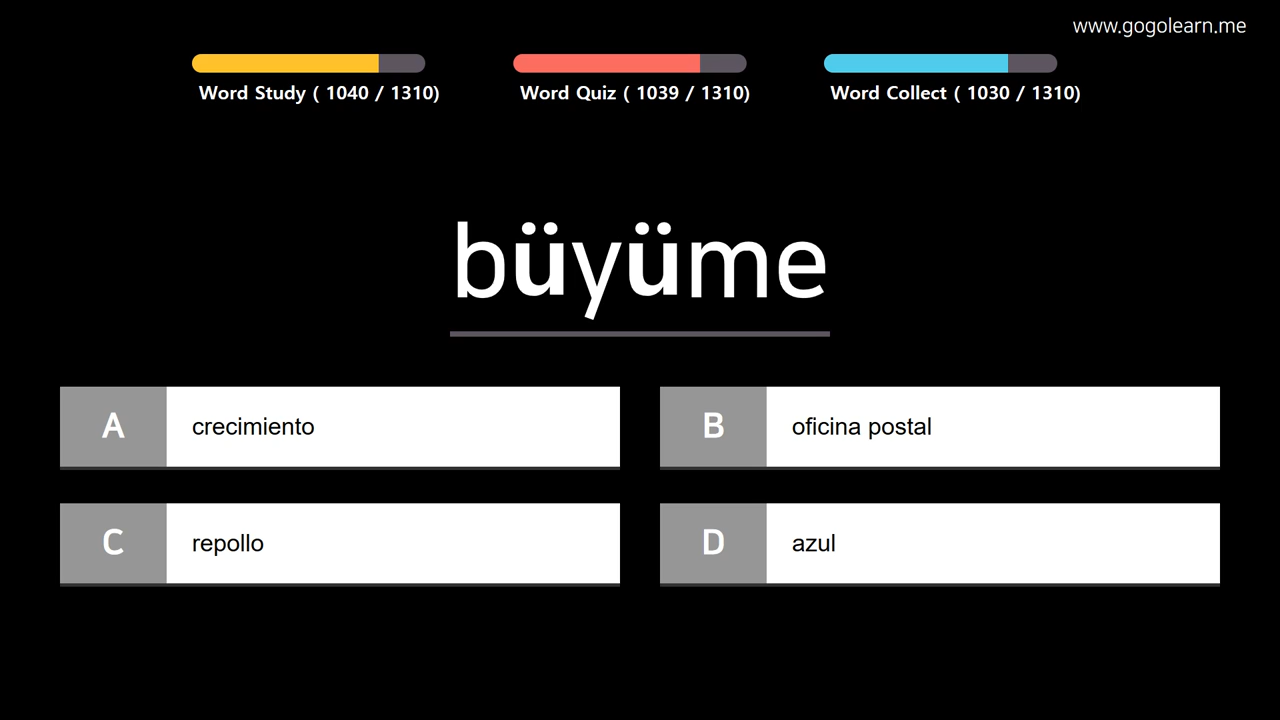 www.gogolearn.me
Word Study ( 1040 / 1310)
Word Quiz ( 1039 / 1310)
Word Collect ( 1030 / 1310)
büyüme
A crecimiento
B oficina postal
C repollo
D azul